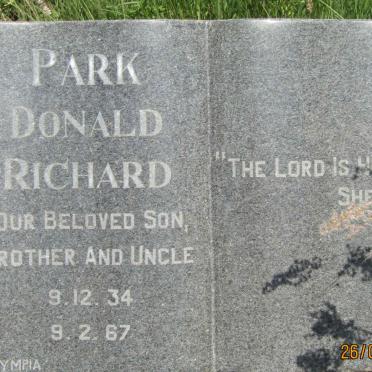 PARK
DONALD
RICHARD
OUR BELOVED SON,
ROTHER AND UNCLE
9.12.34
9.2.67
YMPIA
"THE LORD IS
SHE
26/0